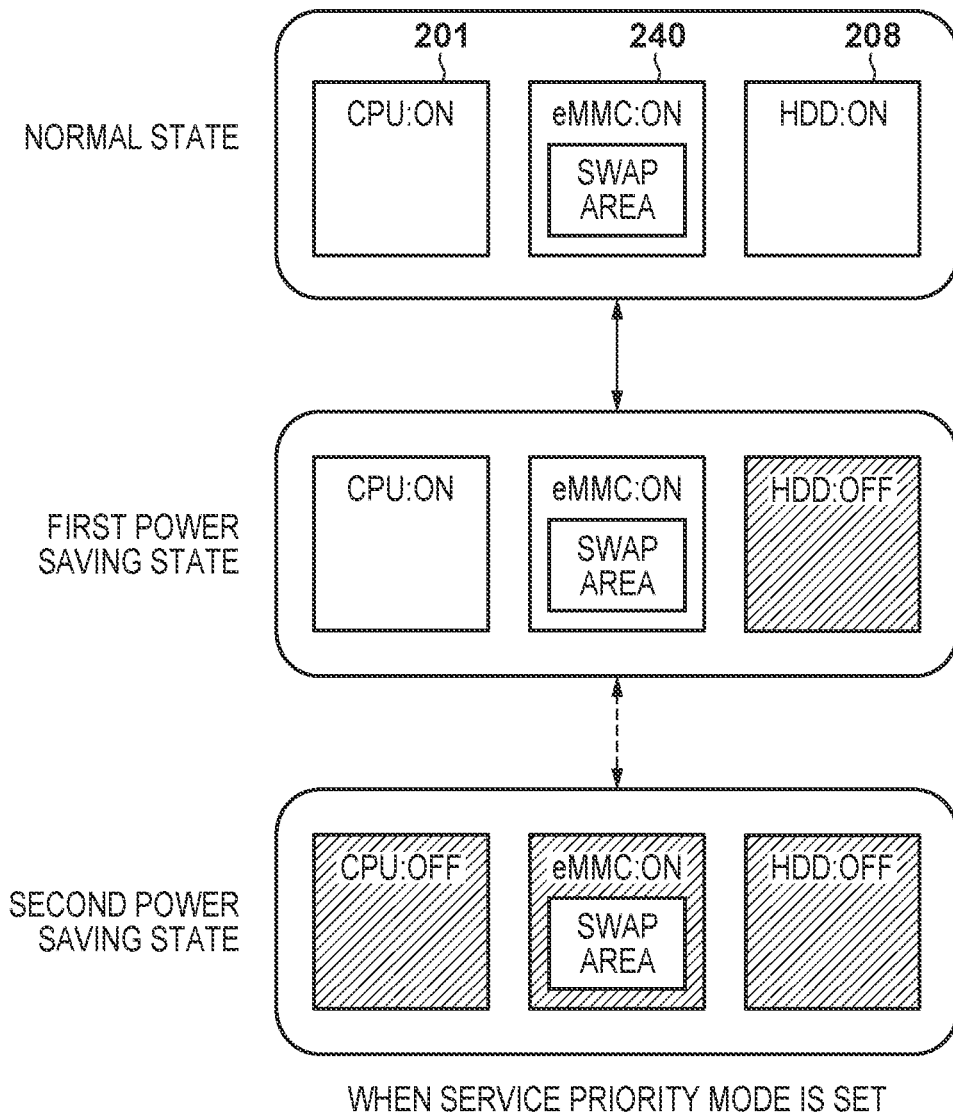 201
240
208
NORMAL STATE
CPU:ON
eMMC:ON
HDD:ON
SWAP
AREA
FIRST POWER
SAVING STATE
CPU:ON
eMMC:ON
HDD:OFF
SWAP
AREA
SECOND POWER
SAVING STATE
CPU:OFF
eMMC:ON
HDD:OFF
SWAP
AREA
WHEN SERVICE PRIORITY MODE IS SET